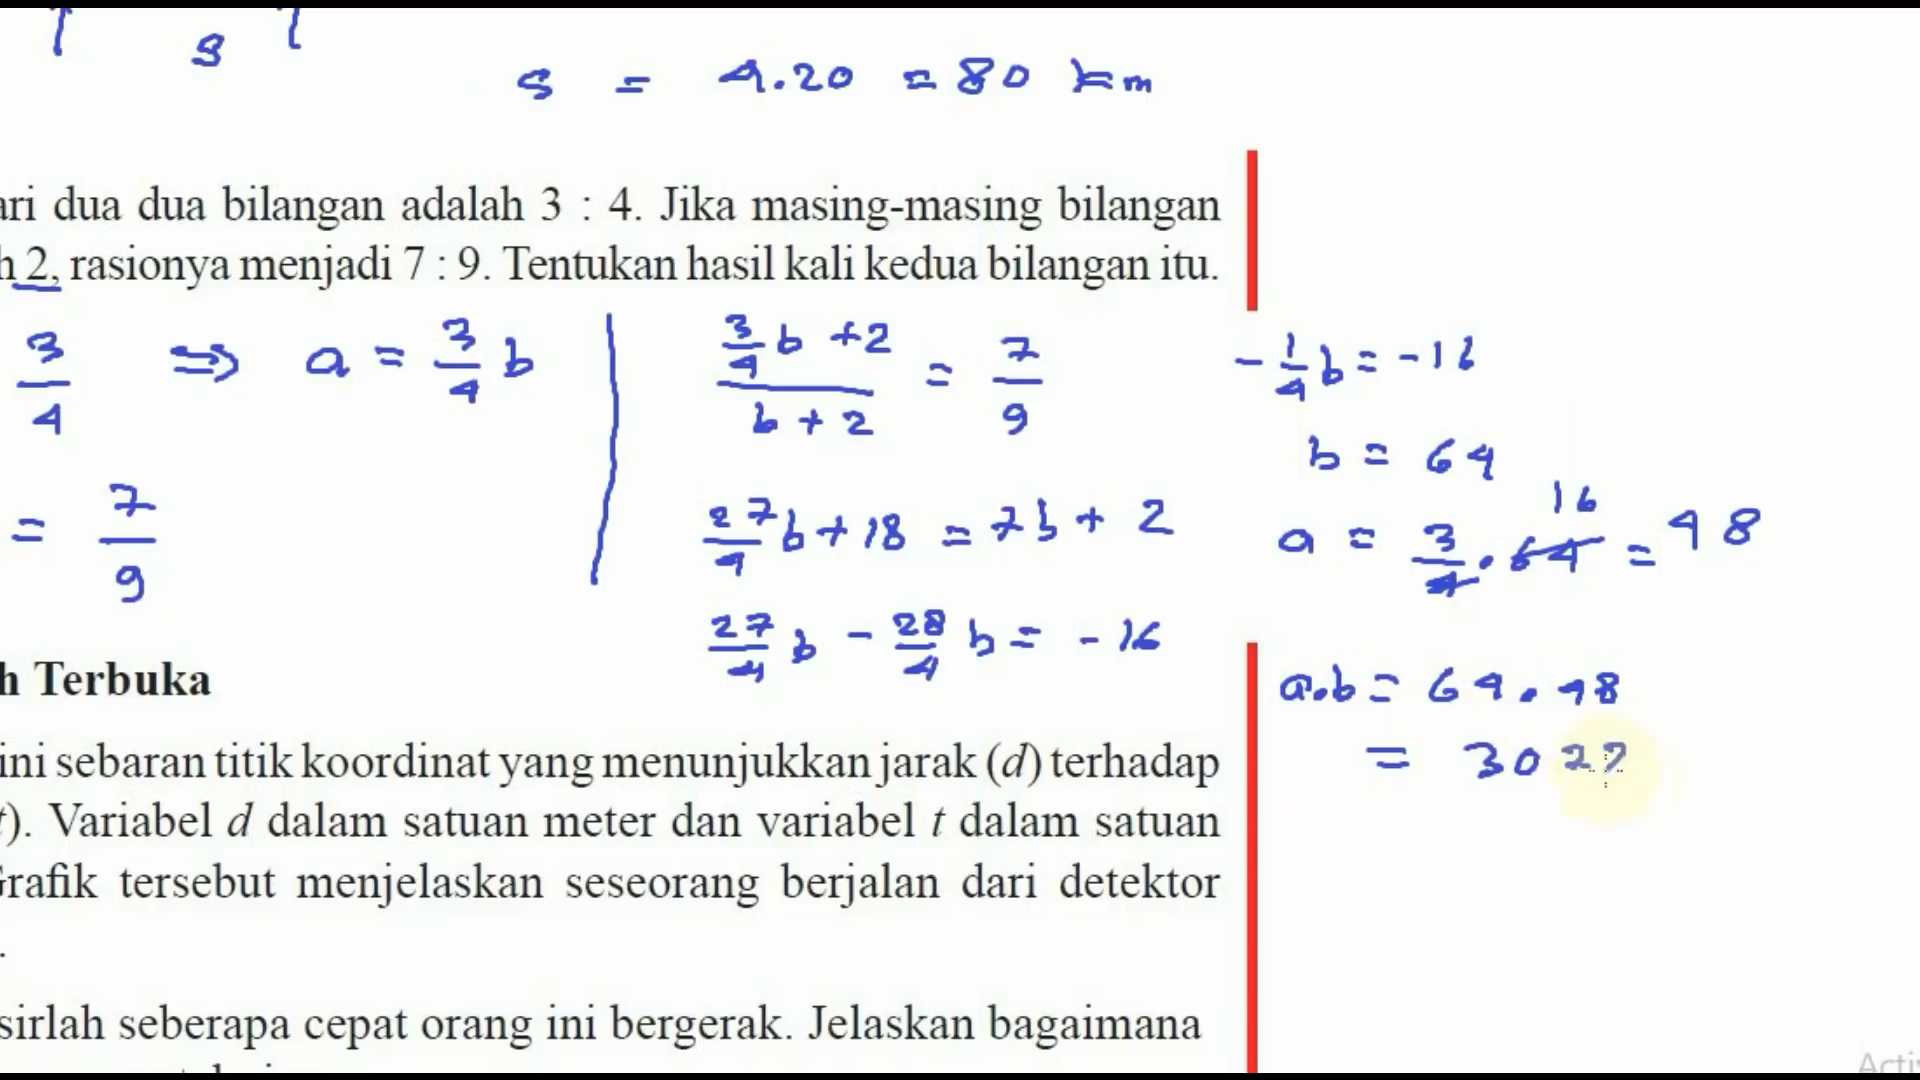 s
s = 4.20 = 80 km
ari dua dua bilangan adalah 3 : 4. Jika masing-masing bilangan
h 2, rasionya menjadi 7 : 9. Tentukan hasil kali kedua bilangan itu.
3/4 ⇒ a = 3/4 b
= 7/9
(3/4 b + 2)/(b + 2) = 7/9
27/4 b + 18 = 7b + 2
27/4 b - 28/4 b = - 16
- 1/4 b = - 16
b = 64
16
a = 3/4 . 64 = 48
a.b = 64 . 48
= 30
h Terbuka
ini sebaran titik koordinat yang menunjukkan jarak (d) terhadap
t). Variabel d dalam satuan meter dan variabel t dalam satuan
Grafik tersebut menjelaskan seseorang berjalan dari detektor
.
sirlah seberapa cepat orang ini bergerak. Jelaskan bagaimana
Acti